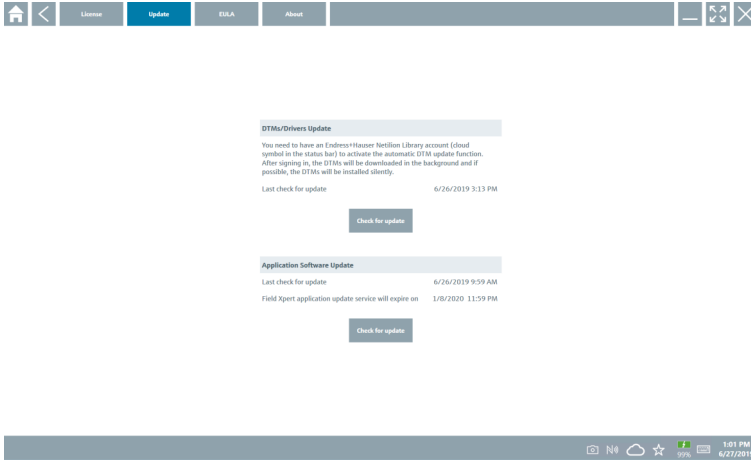 License Update EULA About
DTMs/Drivers Update
You need to have an Endress+Hauser Netilion Library account (cloud
symbol in the status bar) to activate the automatic DTM update function.
After signing in, the DTMs will be downloaded in the background and if
possible, the DTMs will be installed silently.
Last check for update 6/26/2019 3:13 PM
Check for update
Application Software Update
Last check for update 6/26/2019 9:59 AM
Field Xpert application update service will expire on 1/8/2020 11:59 PM
Check for update
1:01 PM
99% 6/27/201